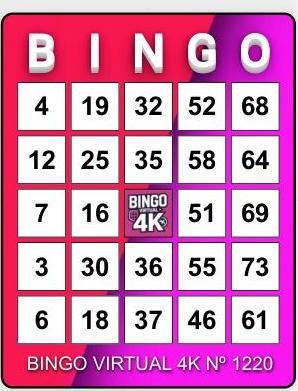 B I N G O
4 19 32 52 68
12 25 35 58 64
7 16 BINGO VIRTUAL 4K 51 69
3 30 36 55 73
6 18 37 46 61
BINGO VIRTUAL 4K Nº 1220